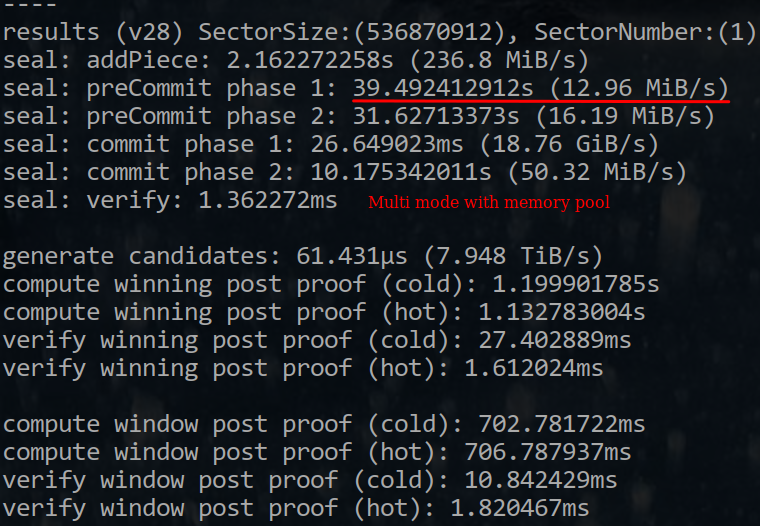 ----
results (v28) SectorSize:(536870912), SectorNumber:(1)
seal: addPiece: 2.162272258s (236.8 MiB/s)
seal: preCommit phase 1: 39.492412912s (12.96 MiB/s)
seal: preCommit phase 2: 31.62713373s (16.19 MiB/s)
seal: commit phase 1: 26.649023ms (18.76 GiB/s)
seal: commit phase 2: 10.175342011s (50.32 MiB/s)
seal: verify: 1.362272ms Multi mode with memory pool
generate candidates: 61.431µs (7.948 TiB/s)
compute winning post proof (cold): 1.199901785s
compute winning post proof (hot): 1.132783004s
verify winning post proof (cold): 27.402889ms
verify winning post proof (hot): 1.612024ms
compute window post proof (cold): 702.781722ms
compute window post proof (hot): 706.787937ms
verify window post proof (cold): 10.842429ms
verify window post proof (hot): 1.820467ms